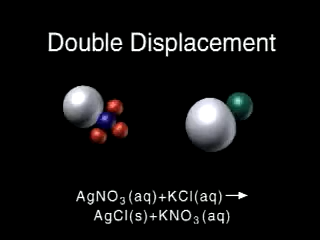 Double Displacement
AgNO₃(aq)+KCl(aq)⟶
AgCl(s)+KNO₃(aq)